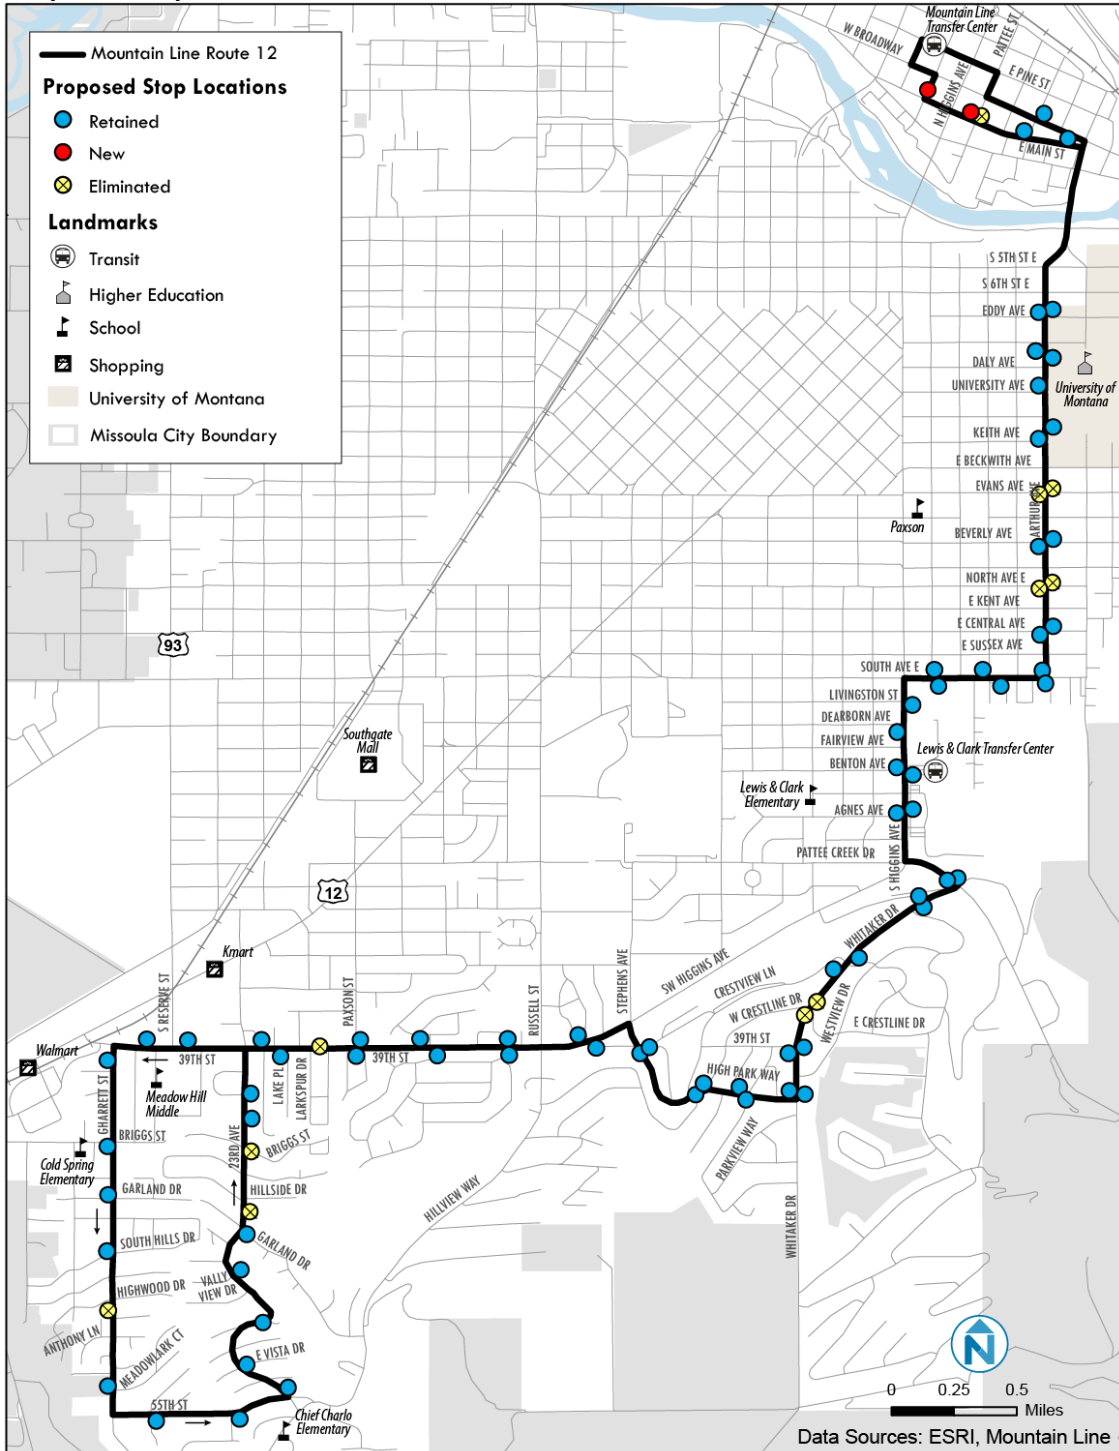 Mountain Line Route 12
Proposed Stop Locations
Retained
New
Eliminated
Landmarks
Transit
Higher Education
School
Shopping
University of Montana
Missoula City Boundary
Mountain Line
Transfer Center
W BROADWAY
PATTEE ST
N HIGGINS AVE
E PINE ST
E MAIN ST
S 5TH ST E
S 6TH ST E
EDDY AVE
DALY AVE
UNIVERSITY AVE
University of
Montana
KEITH AVE
E BECKWITH AVE
EVANS AVE
ARTHUR AVE
Paxson
BEVERLY AVE
NORTH AVE E
E KENT AVE
E CENTRAL AVE
E SUSSEX AVE
93
SOUTH AVE E
LIVINGSTON ST
DEARBORN AVE
FAIRVIEW AVE
BENTON AVE
Lewis & Clark Transfer Center
Southgate
Mall
Lewis & Clark
Elementary
AGNES AVE
S HIGGINS AVE
PATTEE CREEK DR
12
Kmart
WHITAKER DR
S RESERVE ST
PAXSON ST
RUSSELL ST
STEPHENS AVE
SW HIGGINS AVE
CRESTVIEW LN
W CRESTLINE DR
WESTVIEW DR
E CRESTLINE DR
39TH ST
HIGH PARK WAY
PARKVIEW WAY
WHITAKER DR
Walmart
39TH ST
39TH ST
LAKE PL
LARKSPUR DR
GHARRETT ST
Meadow Hill
Middle
BRIGGS ST
23RD AVE
BRIGGS ST
Cold Spring
Elementary
GARLAND DR
HILLSIDE DR
HILLVIEW WAY
SOUTH HILLS DR
GARLAND DR
HIGHWOOD DR
VALLY
VIEW DR
ANTHONY LN
MEADOWLARK CT
E VISTA DR
55TH ST
Chief Charlo
Elementary
N
0 0.25 0.5
Miles
Data Sources: ESRI, Mountain Line